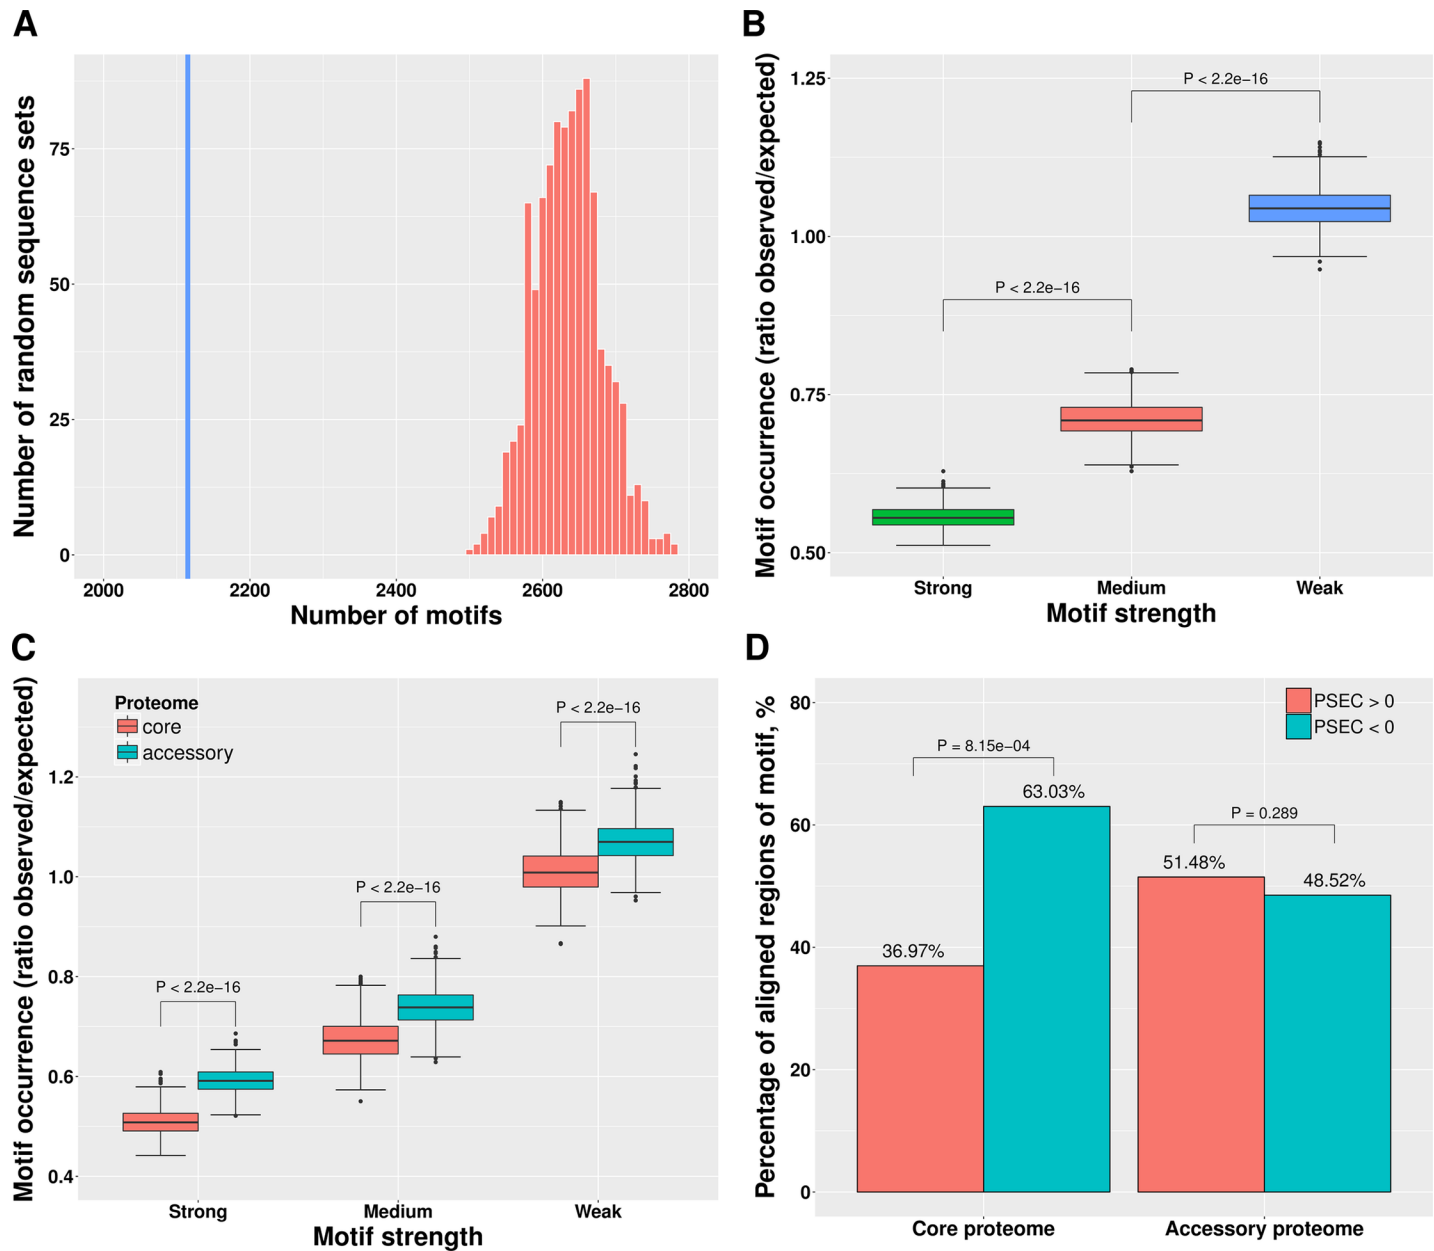 A
Number of random sequence sets
75
50
25
0
2000 2200 2400 2600 2800
Number of motifs
B
Motif occurrence (ratio observed/expected)
1.25
1.00
0.75
0.50
P < 2.2e−16
P < 2.2e−16
Strong Medium Weak
Motif strength
C
Motif occurrence (ratio observed/expected)
Proteome
core
accessory
1.2
1.0
0.8
0.6
0.4
P < 2.2e−16
P < 2.2e−16
P < 2.2e−16
Strong Medium Weak
Motif strength
D
Percentage of aligned regions of motif, %
80
60
40
20
0
PSEC > 0
PSEC < 0
P = 8.15e−04
63.03%
36.97%
P = 0.289
51.48%
48.52%
Core proteome Accessory proteome